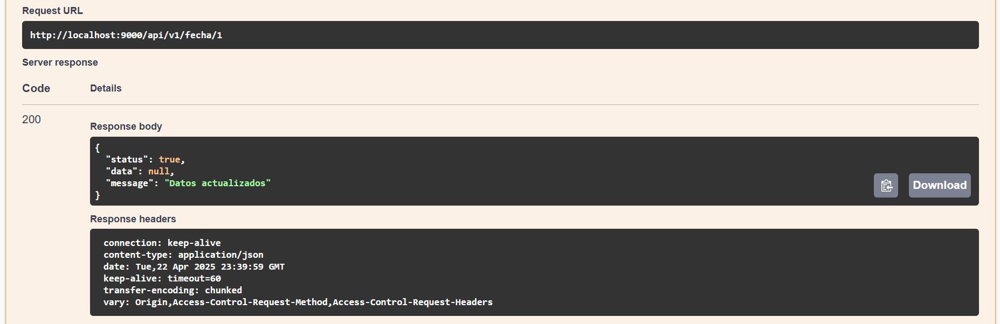 Request URL
http://localhost:9000/api/v1/fecha/1
Server response
Code Details
200
Response body
{
  "status": true,
  "data": null,
  "message": "Datos actualizados"
}
Download
Response headers
connection: keep-alive
content-type: application/json
date: Tue,22 Apr 2025 23:39:59 GMT
keep-alive: timeout=60
transfer-encoding: chunked
vary: Origin,Access-Control-Request-Method,Access-Control-Request-Headers